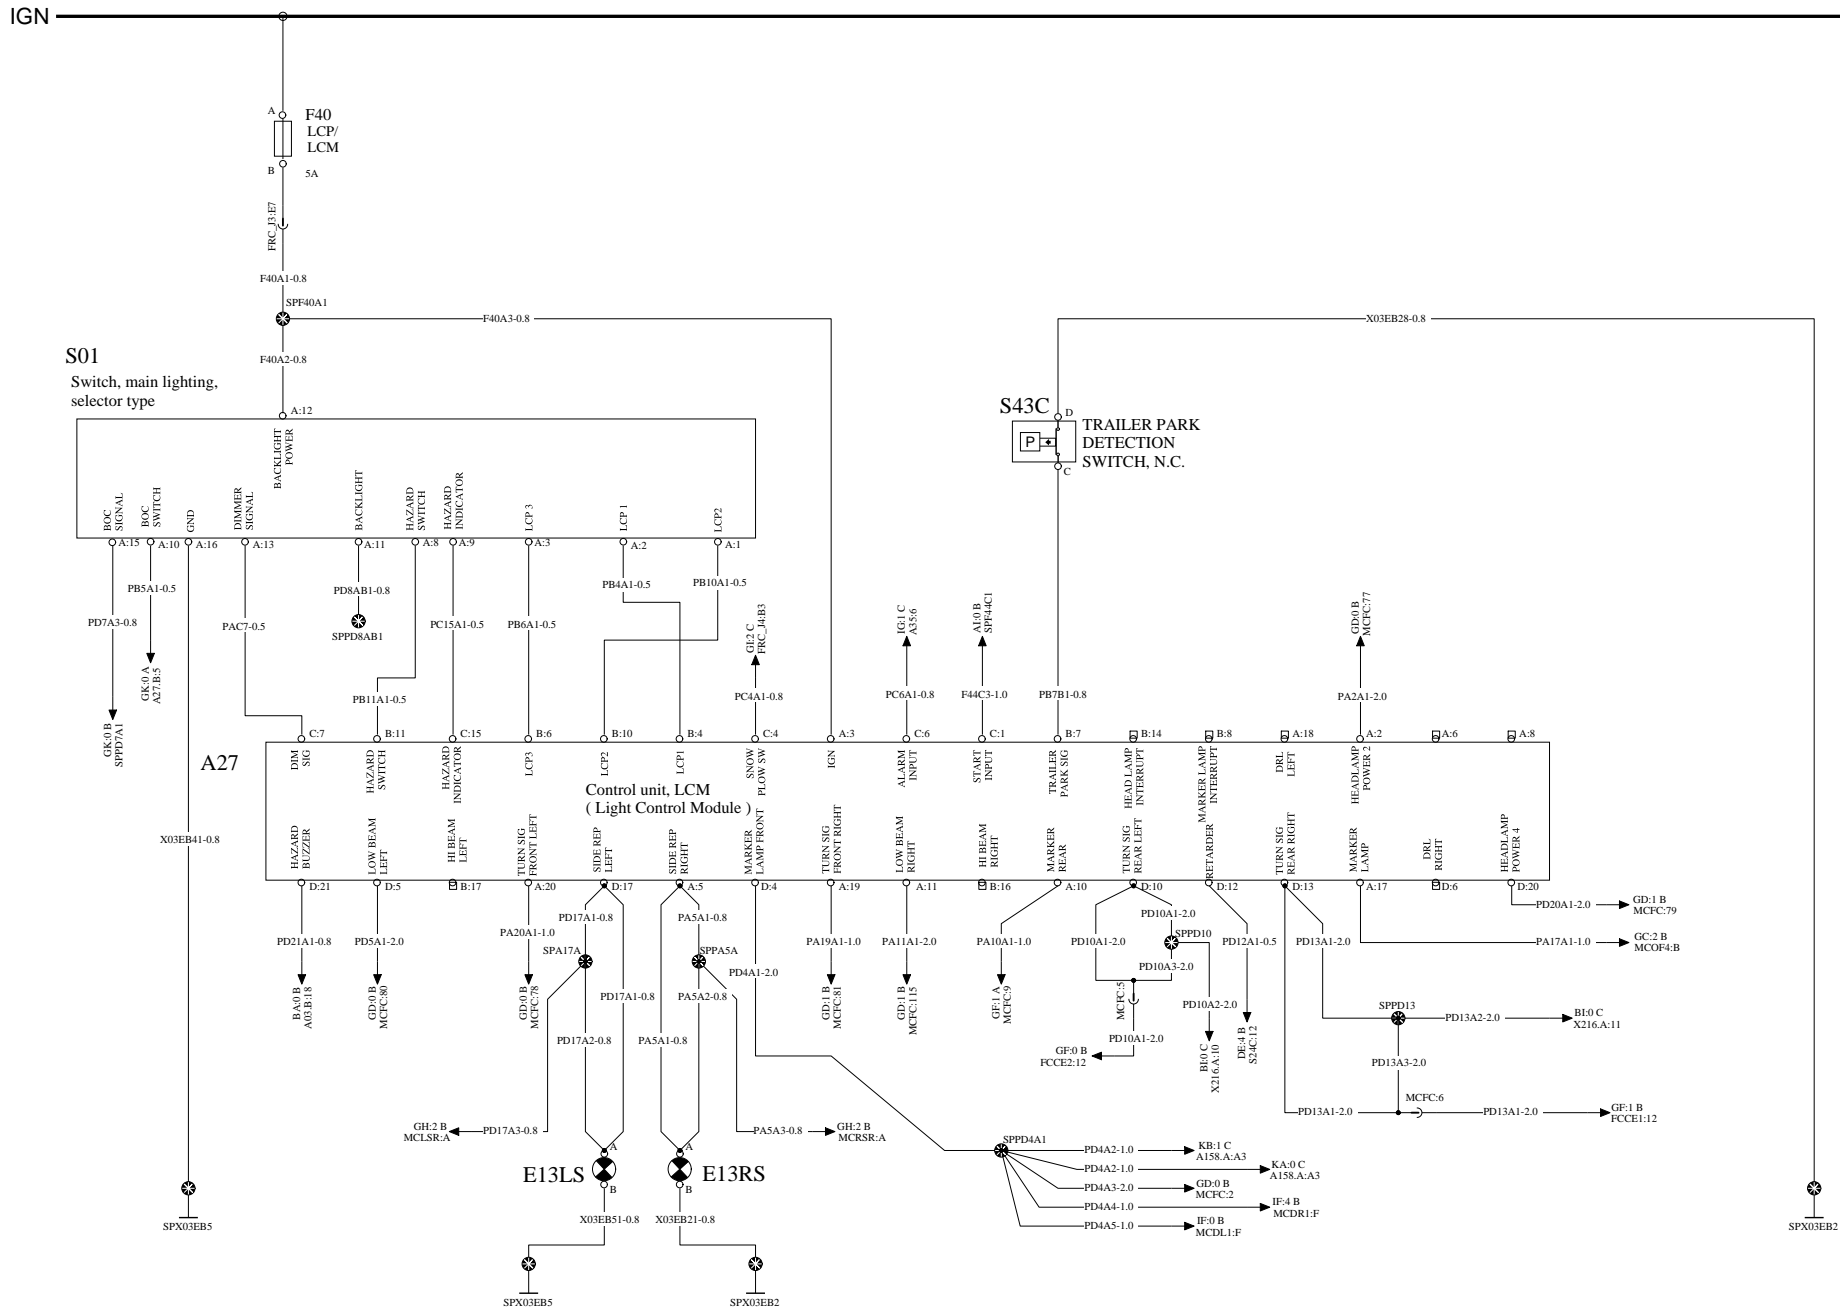 IGN
A
F40
LCP/
LCM
B
5A
FRC_J3:E7
F40A1-0.8
SPF40A1
F40A3-0.8
X03EB28-0.8
F40A2-0.8
S01
Switch, main lighting,
selector type
A:12
BACKLIGHT
POWER
BOC
SIGNAL
BOC
SWITCH
GND
DIMMER
SIGNAL
BACKLIGHT
HAZARD
SWITCH
HAZARD
INDICATOR
LCP 3
LCP 1
LCP2
A:15
A:10
A:16
A:13
A:11
A:8
A:9
A:3
A:2
A:1
S43C
D
P
C
TRAILER PARK
DETECTION
SWITCH, N.C.
PD7A3-0.8
PB5A1-0.5
PAC7-0.5
PD8AB1-0.8
SPPD8AB1
PB11A1-0.5
PC15A1-0.5
PB6A1-0.5
PB4A1-0.5
PB10A1-0.5
GK:0 B
SPPD7A1
GK:0 A
A27.B:5
GI:2 C
FRC_J4:B3
PC4A1-0.8
IG:1 C
A35:6
PC6A1-0.8
AI:0 B
SPF44C1
F44C3-1.0
PB7B1-0.8
GD:0 B
MCFC:77
PA2A1-2.0
A27
C:7
B:11
C:15
B:6
B:10
B:4
C:4
A:3
C:6
C:1
B:7
B:14
B:8
A:18
A:2
A:6
A:8
DIM
SIG
HAZARD
SWITCH
HAZARD
INDICATOR
LCP3
LCP2
LCP1
SNOW
PLOW SW
IGN
ALARM
INPUT
START
INPUT
TRAILER
PARK SIG
HEAD LAMP
INTERRUPT
MARKER LAMP
INTERRUPT
DRL
LEFT
HEADLAMP
POWER 2
Control unit, LCM
( Light Control Module )
HAZARD
BUZZER
LOW BEAM
LEFT
HI BEAM
LEFT
TURN SIG
FRONT LEFT
SIDE REP
LEFT
SIDE REP
RIGHT
MARKER
LAMP FRONT
TURN SIG
FRONT RIGHT
LOW BEAM
RIGHT
HI BEAM
RIGHT
MARKER
REAR
TURN SIG
REAR LEFT
RETARDER
TURN SIG
REAR RIGHT
MARKER
LAMP
DRL
RIGHT
HEADLAMP
POWER 4
D:21
D:5
B:17
A:20
D:17
A:5
D:4
A:19
A:11
B:16
A:10
D:10
D:12
D:13
A:17
D:6
D:20
X03EB41-0.8
PD21A1-0.8
BA:0 B
A03.B:18
PD5A1-2.0
GD:0 B
MCFC:80
PA20A1-1.0
GD:0 B
MCFC:78
PD17A1-0.8
SPA17A
PD17A1-0.8
PD17A2-0.8
PA5A1-0.8
SPPA5A
PA5A2-0.8
PA5A1-0.8
PD4A1-2.0
PA19A1-1.0
GD:1 B
MCFC:81
PA11A1-2.0
GD:1 B
MCFC:115
PA10A1-1.0
GF:1 A
MCFC:9
PD10A1-2.0
PD10A1-2.0
SPPD10
PD10A3-2.0
MCFC:5
PD10A1-2.0
GF:0 B
FCCE2:12
PD10A2-2.0
BI:0 C
X216.A:10
PD12A1-0.5
DE:4 B
S24C:12
PD13A1-2.0
SPPD13
PD13A2-2.0
BI:0 C
X216.A:11
PD13A3-2.0
MCFC:6
PD13A1-2.0
PD13A1-2.0
GF:1 B
FCCE1:12
PD20A1-2.0
GD:1 B
MCFC:79
PA17A1-1.0
GC:2 B
MCOF4:B
GH:2 B
MCLSR:A
PD17A3-0.8
PA5A3-0.8
GH:2 B
MCRSR:A
A
E13LS
B
A
E13RS
B
SPPD4A1
PD4A2-1.0
KB:1 C
A158.A:A3
PD4A2-1.0
KA:0 C
A158.A:A3
PD4A3-2.0
GD:0 B
MCFC:2
PD4A4-1.0
IF:4 B
MCDR1:F
PD4A5-1.0
IF:0 B
MCDL1:F
X03EB51-0.8
X03EB21-0.8
SPX03EB5
SPX03EB5
SPX03EB2
SPX03EB2